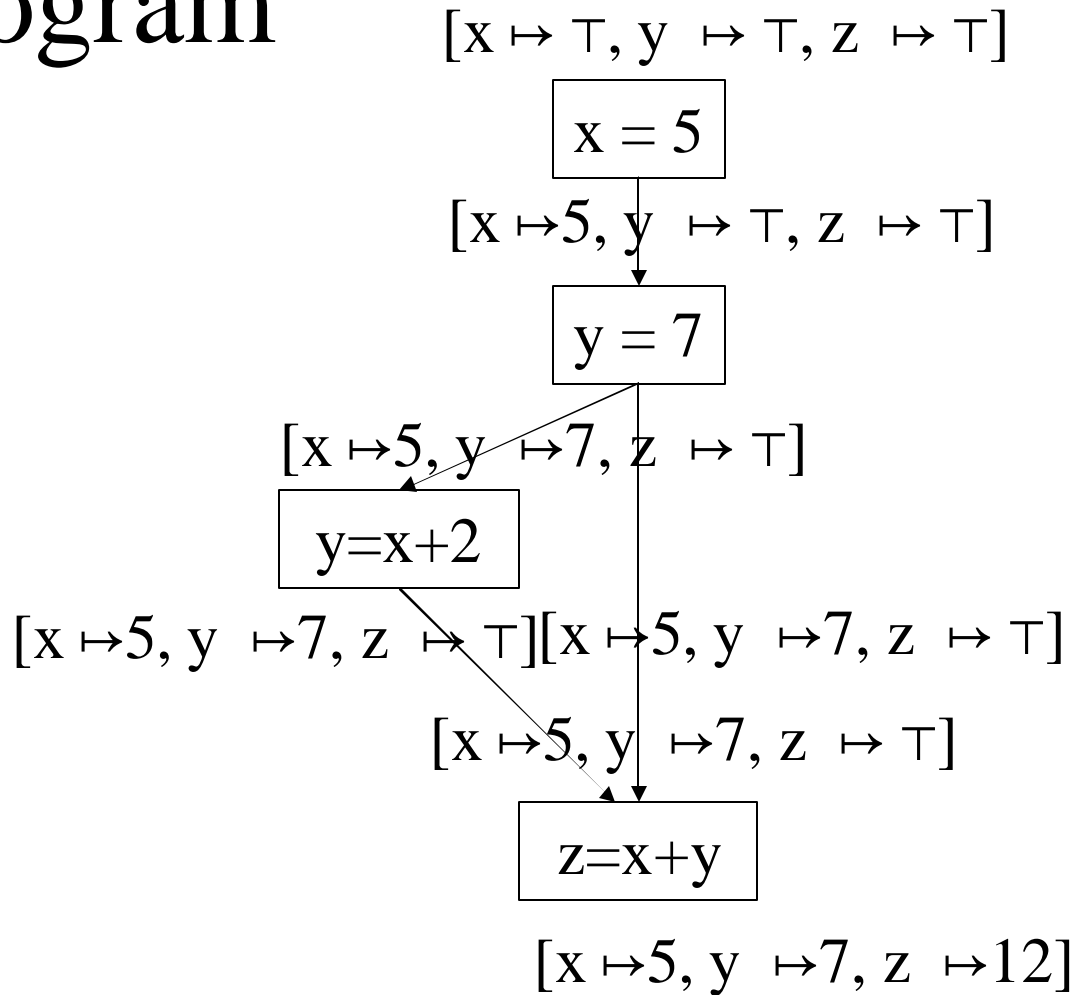 ogram
[x ↦ ⊤, y ↦ ⊤, z ↦ ⊤]
x = 5
[x ↦5, y ↦ ⊤, z ↦ ⊤]
y = 7
[x ↦5, y ↦7, z ↦ ⊤]
y=x+2
[x ↦5, y ↦7, z ↦ ⊤][x ↦5, y ↦7, z ↦ ⊤]
[x ↦5, y ↦7, z ↦ ⊤]
z=x+y
[x ↦5, y ↦7, z ↦12]